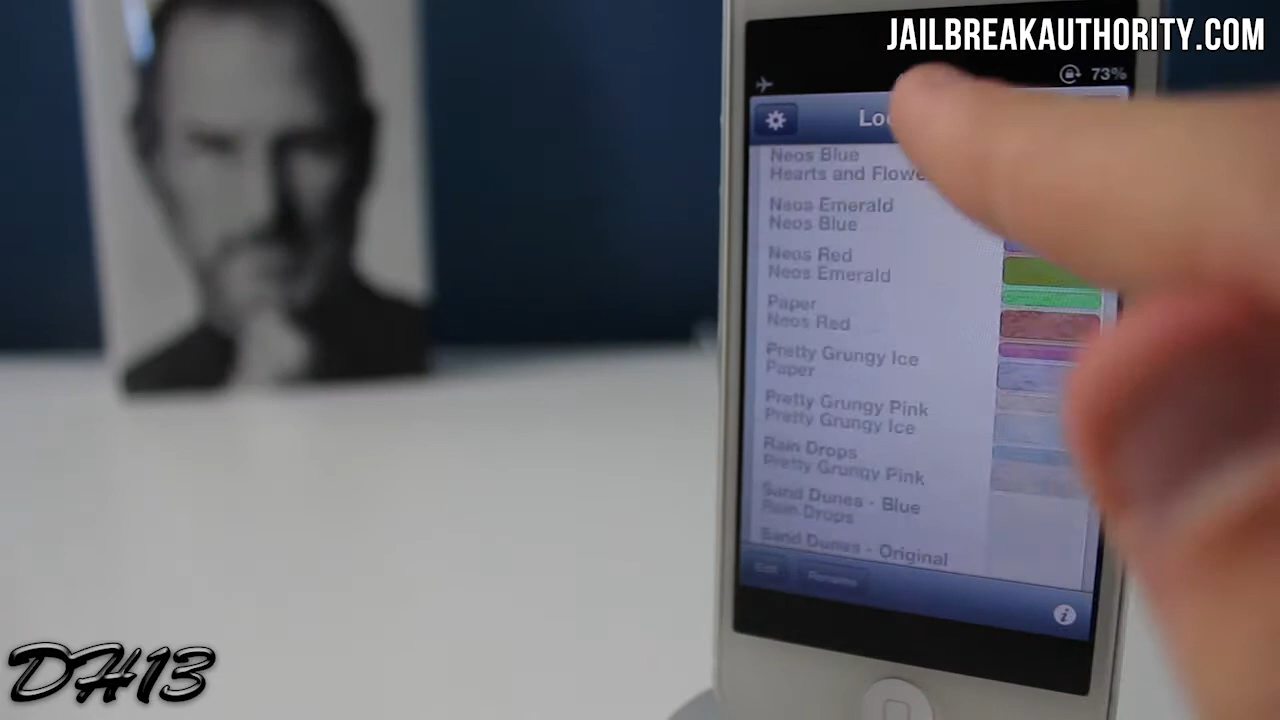 JAILBREAKAUTHORITY.COM
73%
Neos Blue
Hearts and Flowe
Neos Emerald
Neos Blue
Neos Red
Neos Emerald
Paper
Neos Red
Pretty Grungy Ice
Paper
Pretty Grungy Pink
Pretty Grungy Ice
Rain Drops
Pretty Grungy Pink
Sand Dunes - Blue
Rain Drops
Sand Dunes - Original
Edit
Rename
DH13